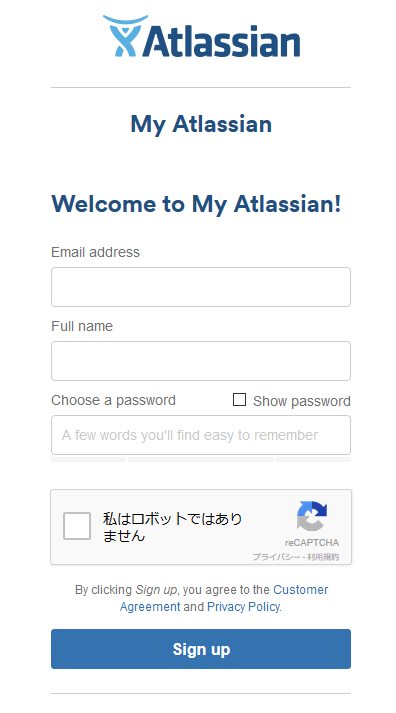 Atlassian
My Atlassian
Welcome to My Atlassian!
Email address
Full name
Choose a password
Show password
A few words you'll find easy to remember
私はロボットではあり
ません
reCAPTCHA
プライバシー - 利用規約
By clicking Sign up, you agree to the Customer
Agreement and Privacy Policy.
Sign up